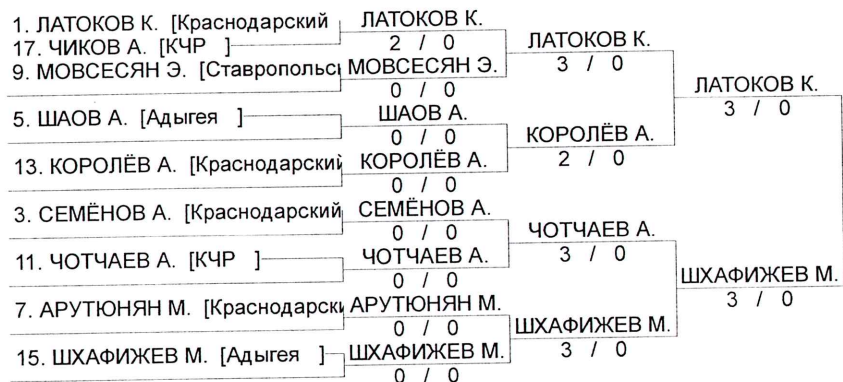 1. ЛАТОКОВ К. [Краснодарский
17. ЧИКОВ А. [КЧР ]
9. МОВСЕСЯН Э. [Ставропольс
5. ШАОВ А. [Адыгея ]
13. КОРОЛЁВ А. [Краснодарский
3. СЕМЁНОВ А. [Краснодарский
11. ЧОТЧАЕВ А. [КЧР ]
7. АРУТЮНЯН М. [Краснодарск
15. ШХАФИЖЕВ М. [Адыгея ]
ЛАТОКОВ К.
2 / 0
МОВСЕСЯН Э.
0 / 0
ШАОВ А.
0 / 0
КОРОЛЁВ А.
0 / 0
СЕМЁНОВ А.
0 / 0
ЧОТЧАЕВ А.
0 / 0
АРУТЮНЯН М.
0 / 0
ШХАФИЖЕВ М.
0 / 0
ЛАТОКОВ К.
3 / 0
КОРОЛЁВ А.
2 / 0
ЧОТЧАЕВ А.
3 / 0
ШХАФИЖЕВ М.
3 / 0
ЛАТОКОВ К.
3 / 0
ШХАФИЖЕВ М.
3 / 0